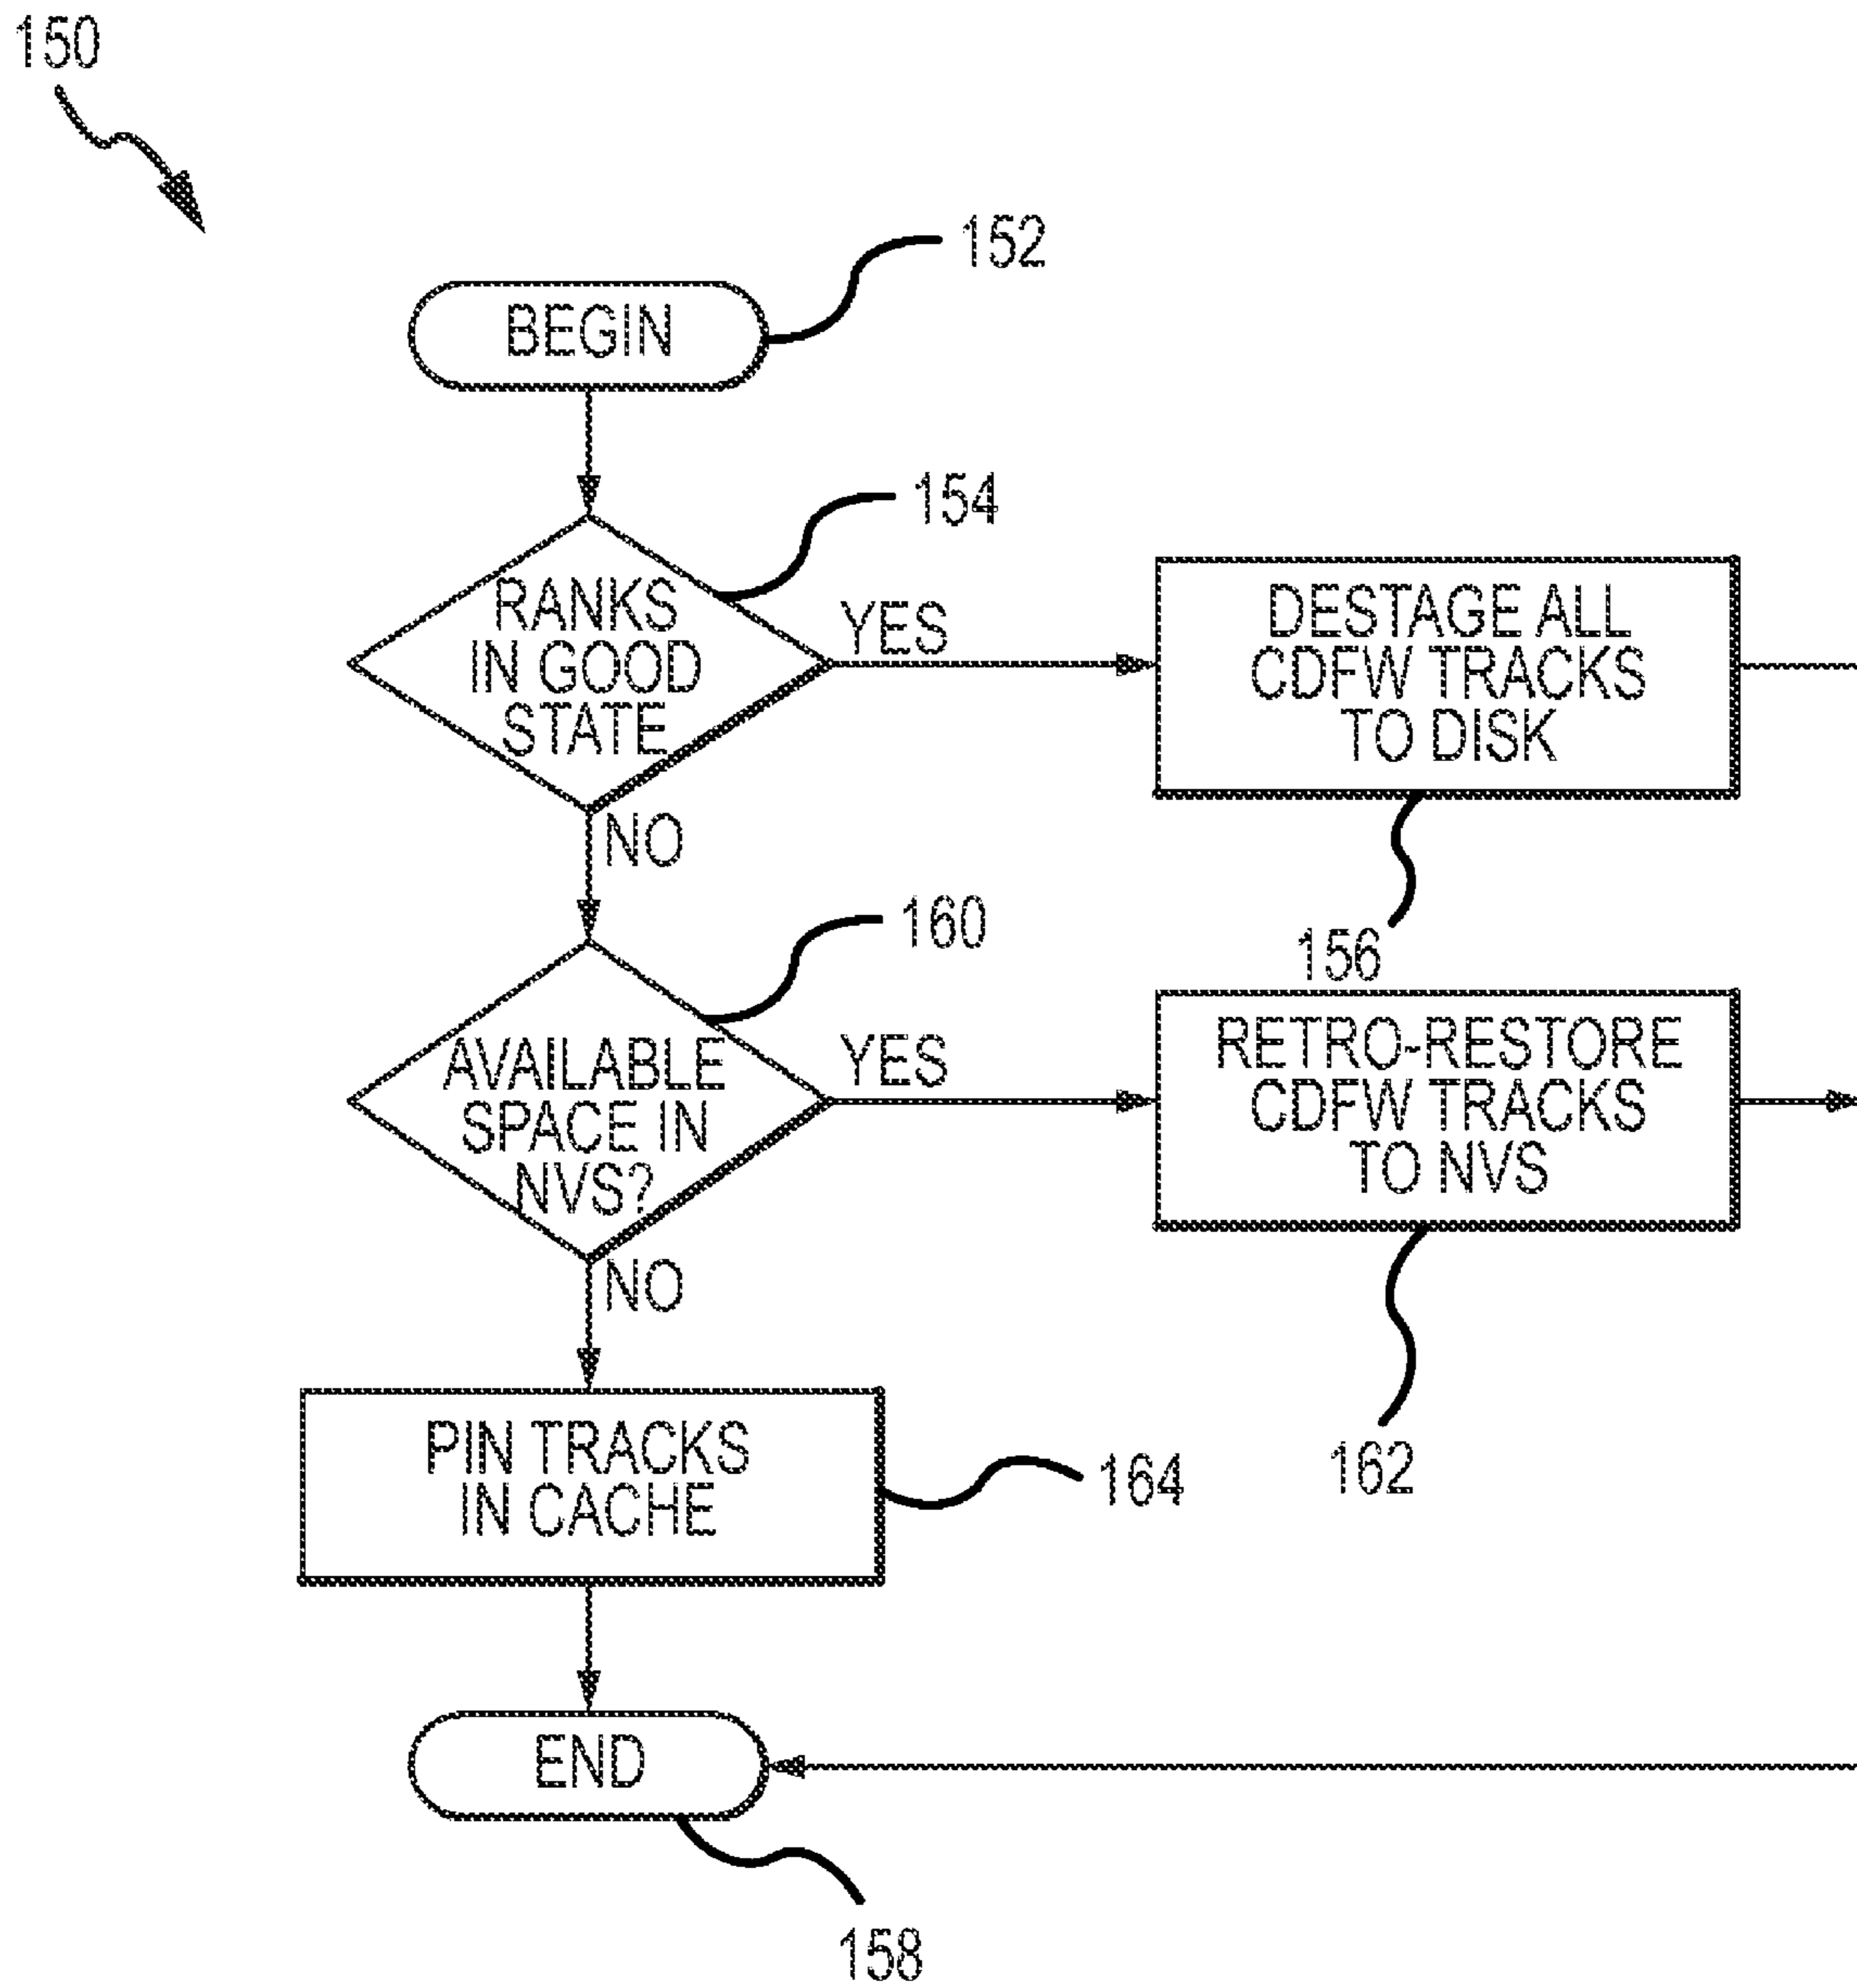 150
152
BEGIN
154
RANKS
IN GOOD
STATE
YES
DESTAGE ALL
CDFW TRACKS
TO DISK
NO
156
160
AVAILABLE
SPACE IN
NVS?
YES
RETRO-RESTORE
CDFW TRACKS
TO NVS
NO
162
PIN TRACKS
IN CACHE
164
END
158